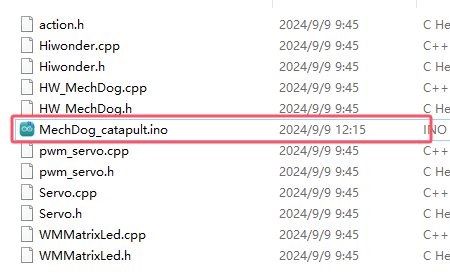 action.h 2024/9/9 9:45 C He
Hiwonder.cpp 2024/9/9 9:45 C++
Hiwonder.h 2024/9/9 9:45 C He
HW_MechDog.cpp 2024/9/9 9:45 C++
HW_MechDog.h 2024/9/9 9:45 C He
MechDog_catapult.ino 2024/9/9 12:15 INO
pwm_servo.cpp 2024/9/9 9:45 C++
pwm_servo.h 2024/9/9 9:45 C He
Servo.cpp 2024/9/9 9:45 C++
Servo.h 2024/9/9 9:45 C He
WMMatrixLed.cpp 2024/9/9 9:45 C++
WMMatrixLed.h 2024/9/9 9:45 C He